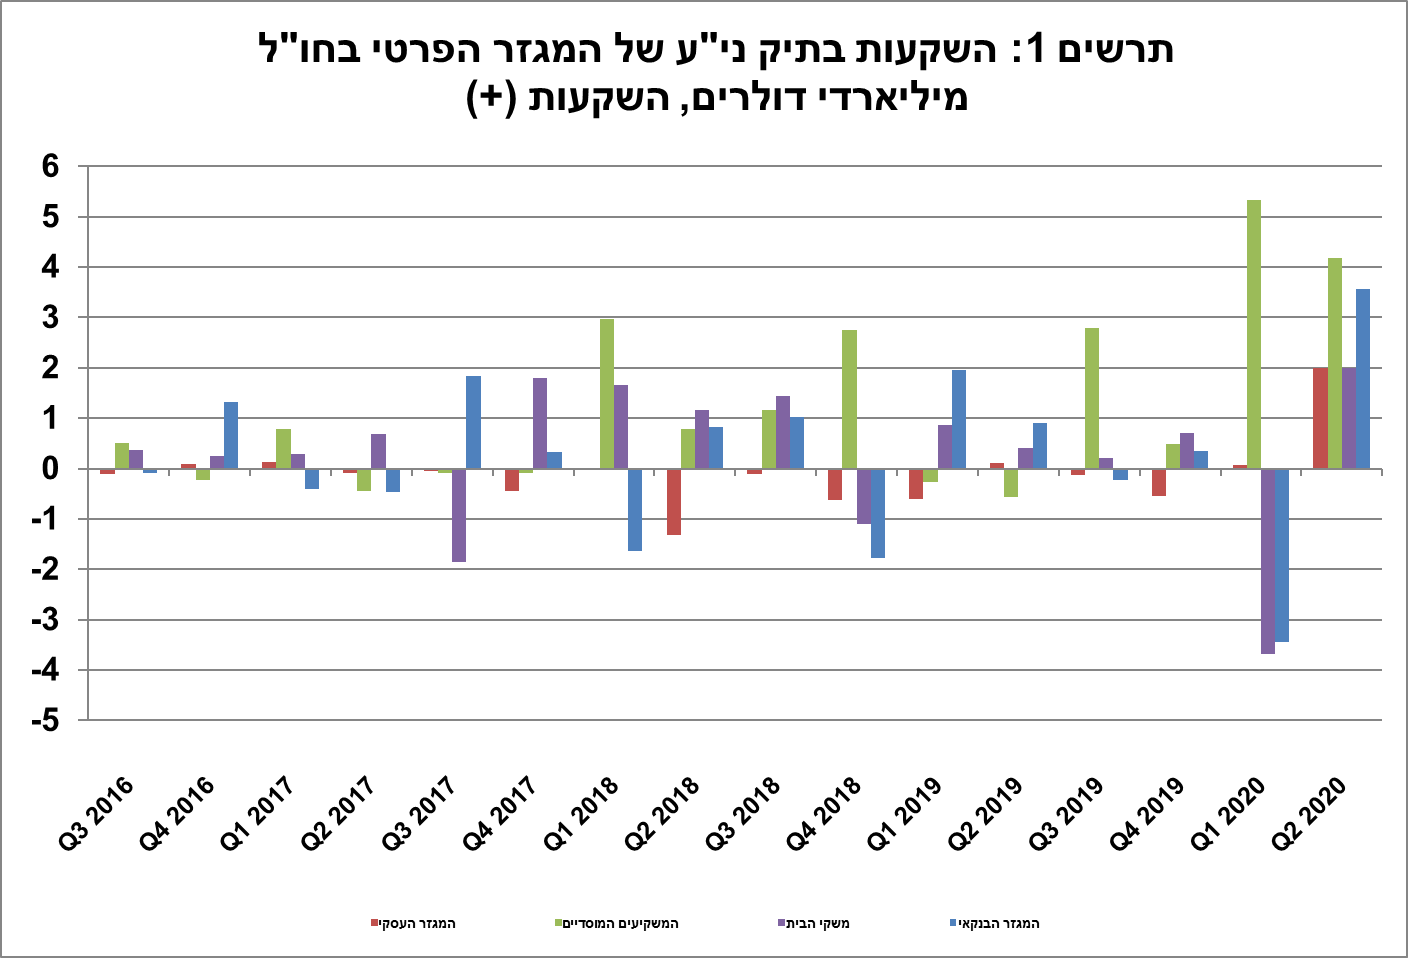 תרשים 1: השקעות בתיק ני"ע של המגזר הפרטי בחו"ל
מיליארדי דולרים, השקעות (+)
6
5
4
3
2
1
0
-1
-2
-3
-4
-5
Q3 2016
Q4 2016
Q1 2017
Q2 2017
Q3 2017
Q4 2017
Q1 2018
Q2 2018
Q3 2018
Q4 2018
Q1 2019
Q2 2019
Q3 2019
Q4 2019
Q1 2020
Q2 2020
המגזר העסקי
המשקיעים המוסדיים
משקי הבית
המגזר הבנקאי